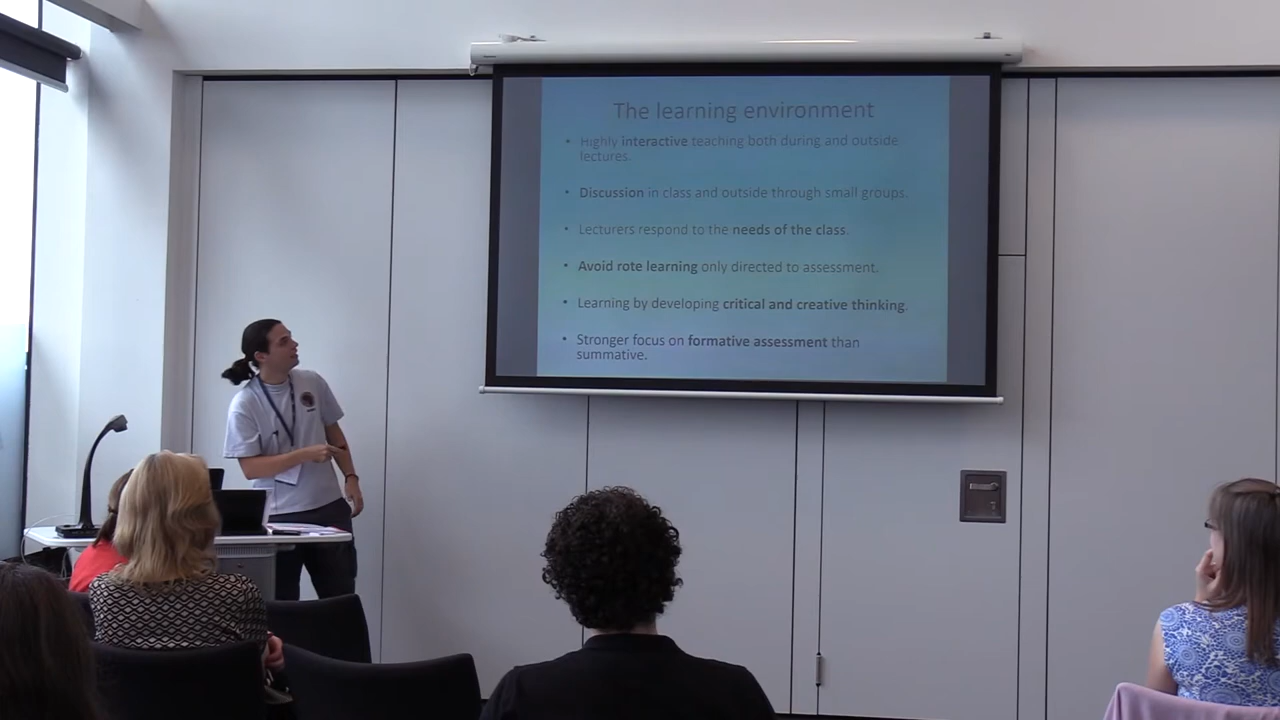 The learning environment
• Highly interactive teaching both during and outside
lectures.
• Discussion in class and outside through small groups.
• Lecturers respond to the needs of the class.
• Avoid rote learning only directed to assessment.
• Learning by developing critical and creative thinking.
• Stronger focus on formative assessment than
summative.